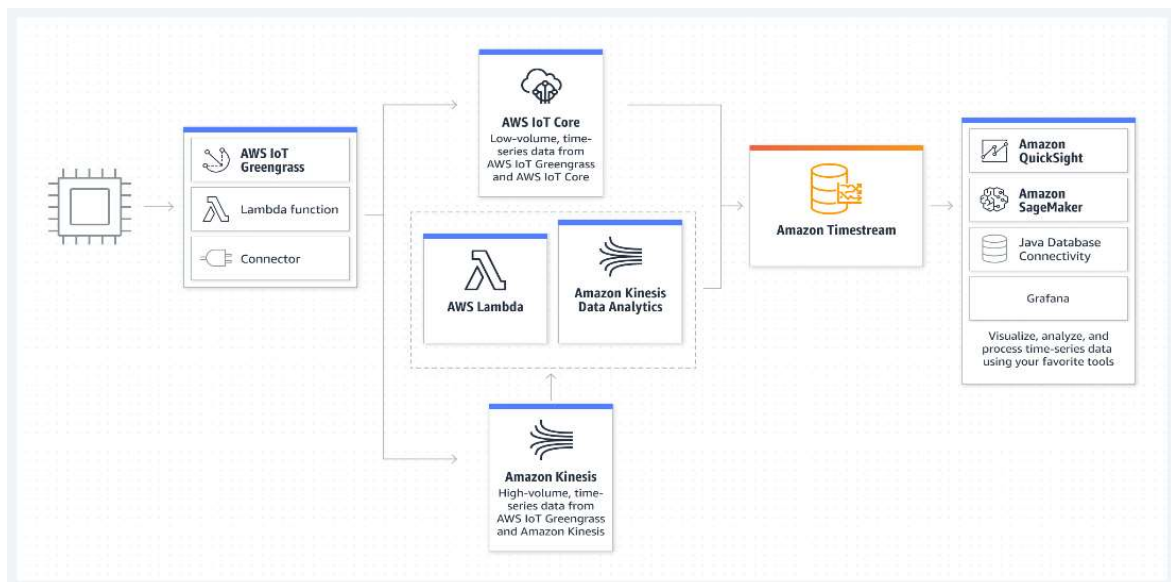 AWS IoT
Greengrass
Lambda function
Connector
AWS IoT Core
Low-volume, time-
series data from
AWS IoT Greengrass
and AWS IoT Core
AWS Lambda
Amazon Kinesis
Data Analytics
Amazon Kinesis
High-volume, time-
series data from
AWS IoT Greengrass
and Amazon Kinesis
Amazon Timestream
Amazon
QuickSight
Amazon
SageMaker
Java Database
Connectivity
Grafana
Visualize, analyze, and
process time-series data
using your favorite tools